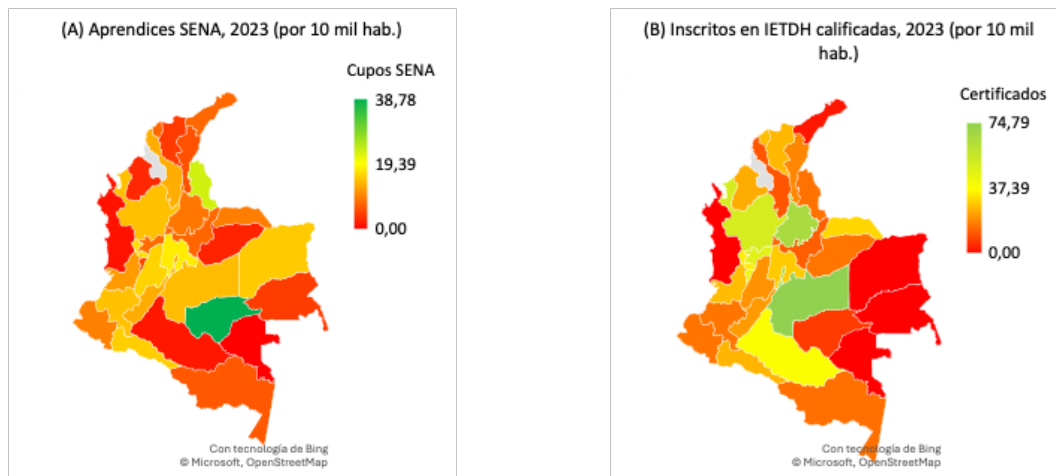 (A) Aprendices SENA, 2023 (por 10 mil hab.)
Cupos SENA
38,78
19,39
0,00
Con tecnología de Bing
© Microsoft, OpenStreetMap
(B) Inscritos en IETDH calificadas, 2023 (por 10 mil
hab.)
Certificados
74,79
37,39
0,00
Con tecnología de Bing
© Microsoft, OpenStreetMap